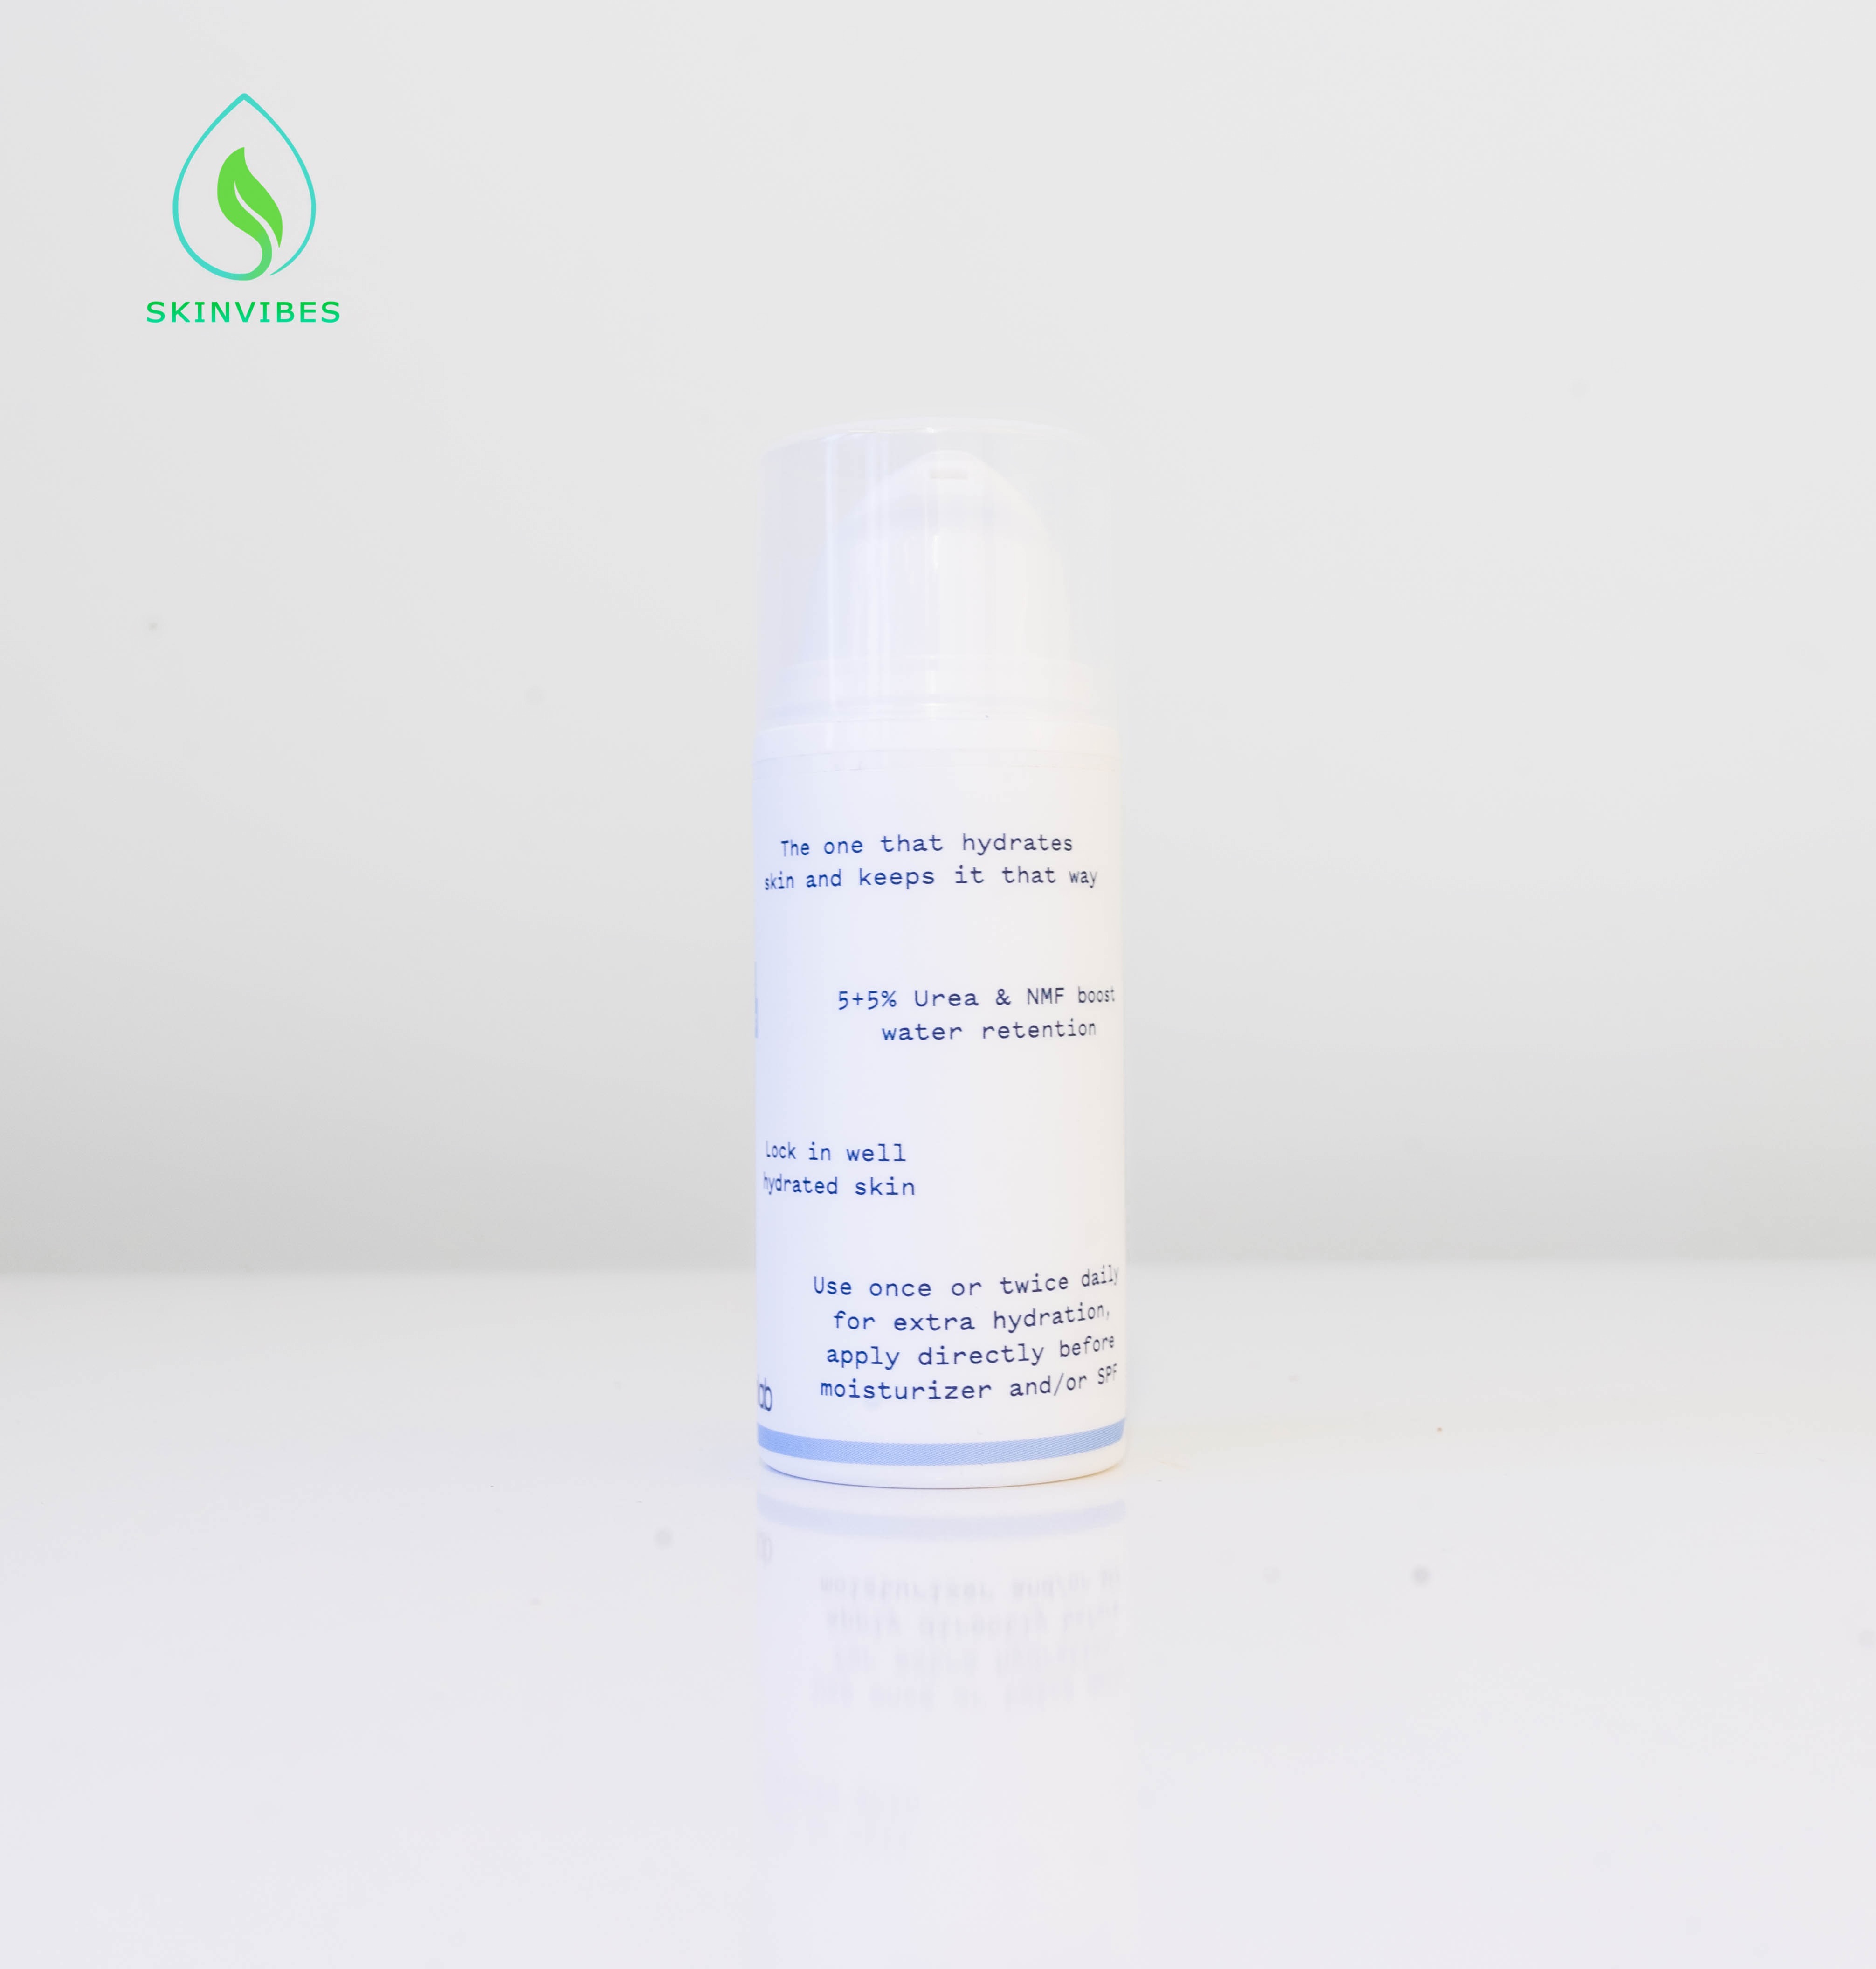 SKINVIBES
The one that hydrates
skin and keeps it that way
5+5% Urea & NMF boost
water retention
Lock in well
hydrated skin
Use once or twice daily
for extra hydration,
apply directly before
moisturizer and/or SPF
lab